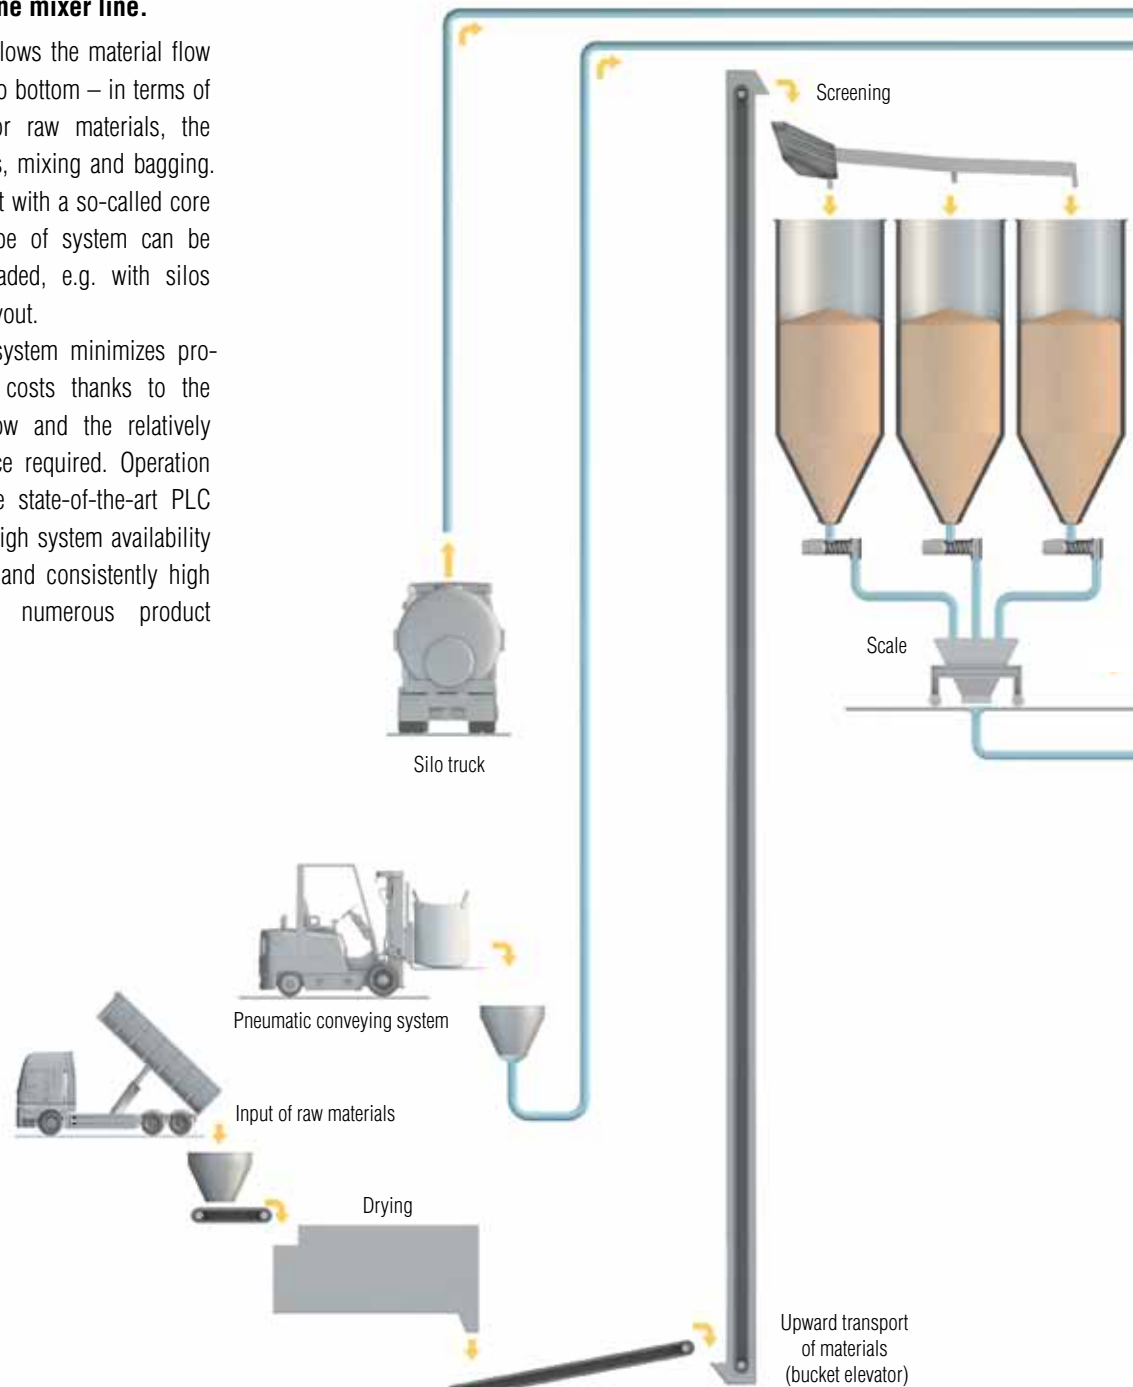 ne mixer line.
lows the material flow
o bottom – in terms of
or raw materials, the
s, mixing and bagging.
t with a so-called core
pe of system can be
aded, e.g. with silos
yout.
system minimizes pro-
costs thanks to the
ow and the relatively
ce required. Operation
e state-of-the-art PLC
igh system availability
and consistently high
numerous product
Screening
Scale
Silo truck
Pneumatic conveying system
Input of raw materials
Drying
Upward transport
of materials
(bucket elevator)